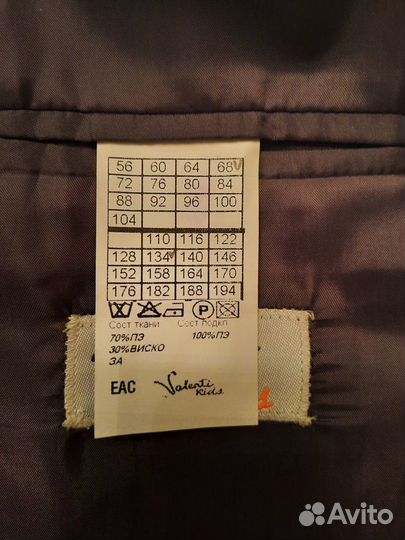 56 60 64 68
72 76 80 84
88 92 96 100
104
110 116 122
128 134 140 146
152 158 164 170
176 182 188 194
P
Сост ткани Сост подкл
70%ПЭ 100%ПЭ
30%ВИСКО
ЗА
EAC Valenti
Kids
Avito